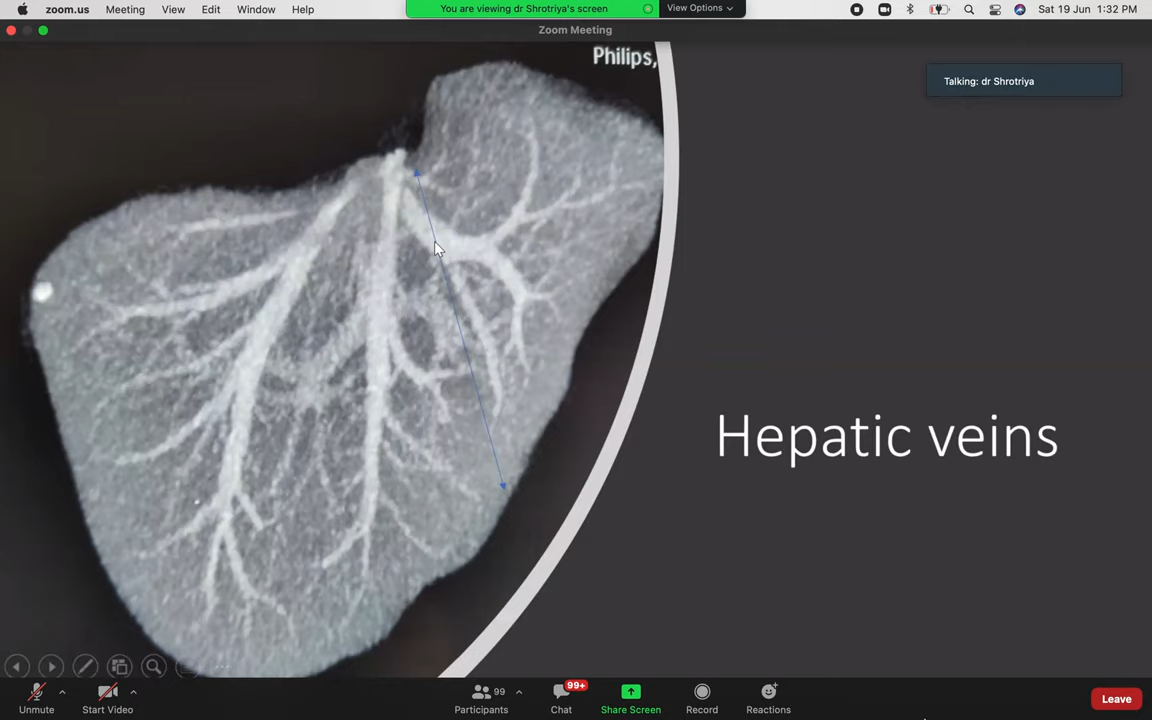 zoom.us Meeting View Edit Window Help
You are viewing dr Shrotriya's screen
View Options
Sat 19 Jun 1:32 PM
Zoom Meeting
Philips,
Talking: dr Shrotriya
Hepatic veins
Unmute
Start Video
99
Participants
99+
Chat
Share Screen
Record
Reactions
Leave